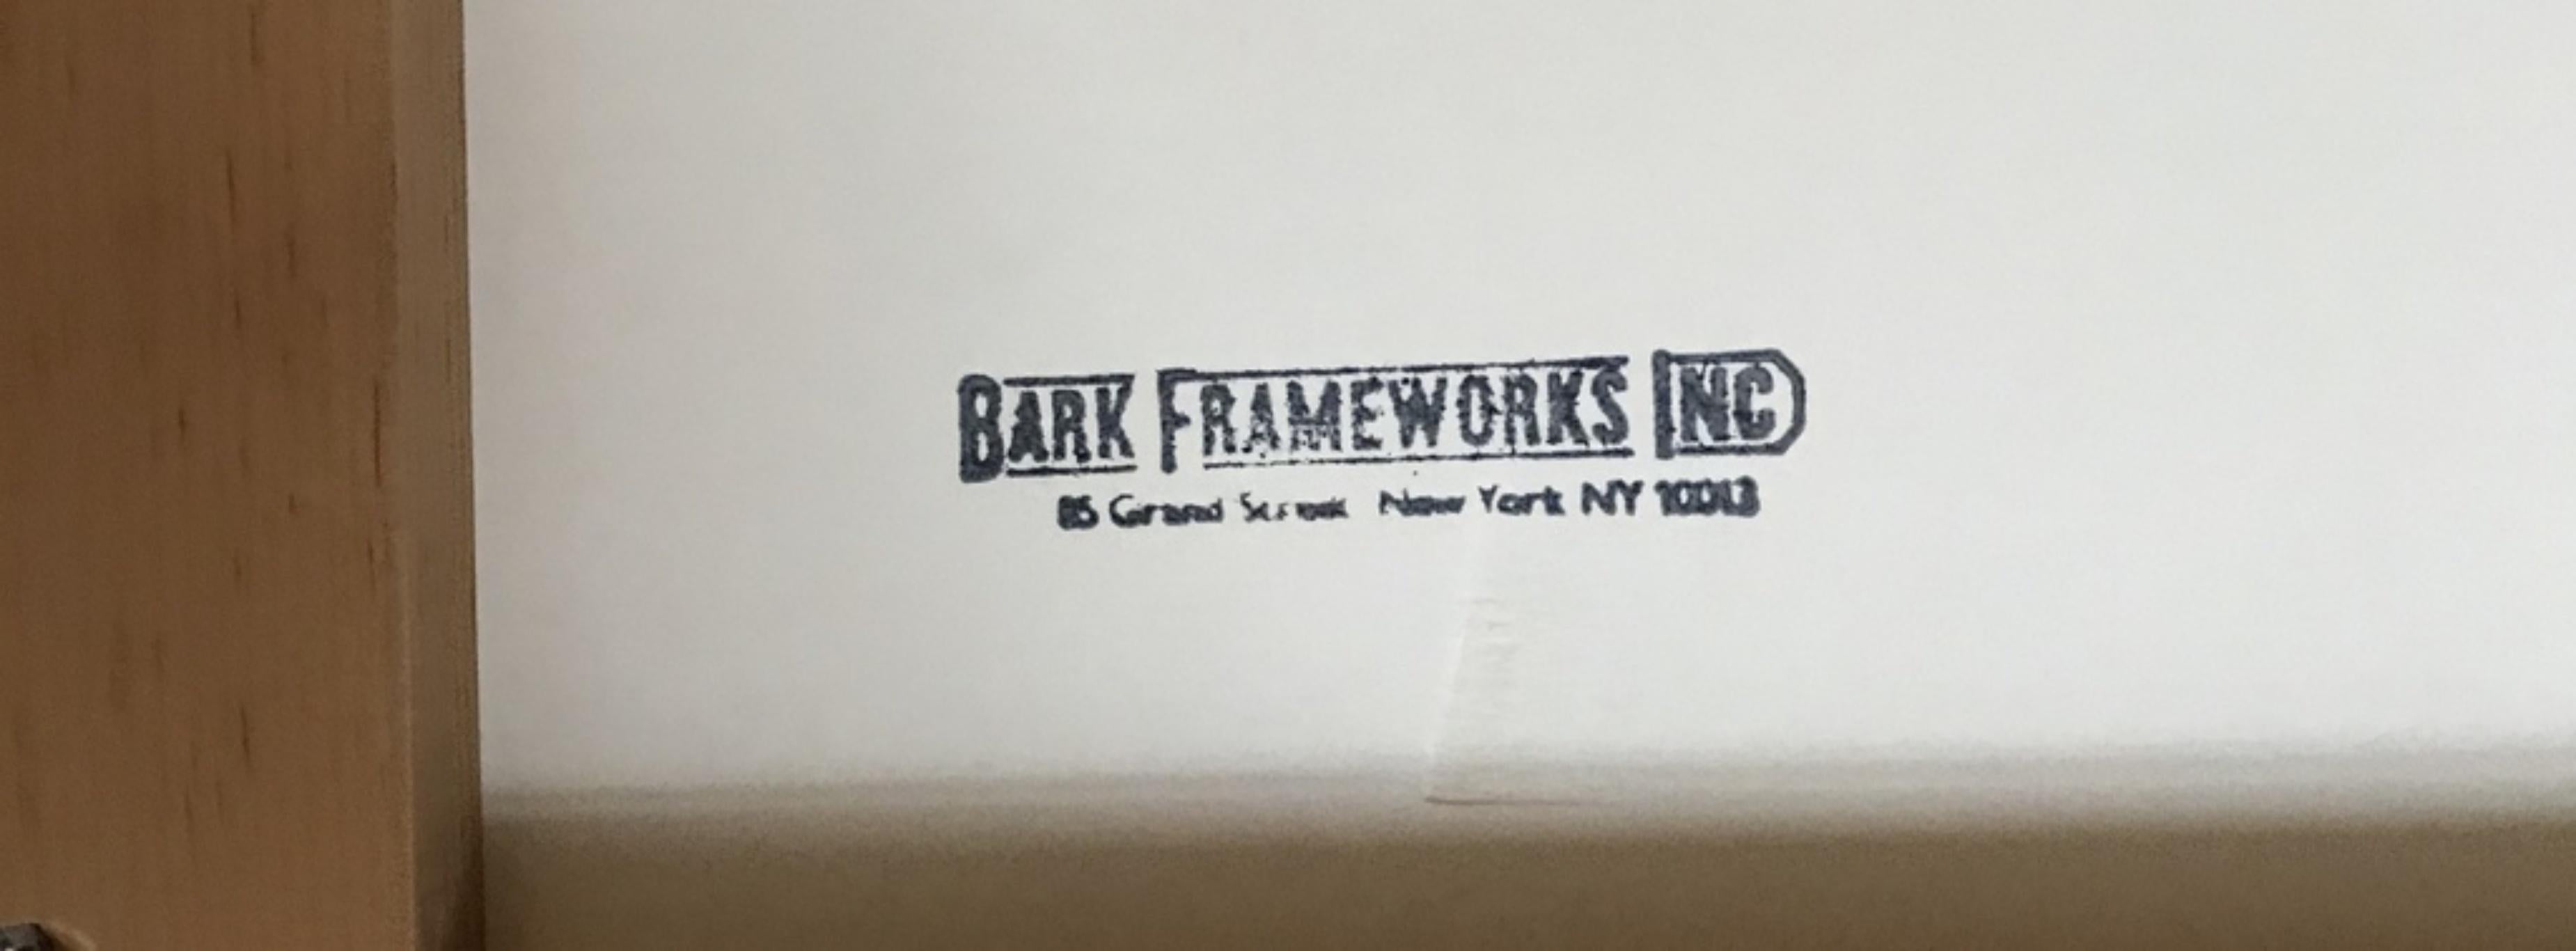 BARK FRAMEWORKS INC
85 Grand Street New York NY 10013